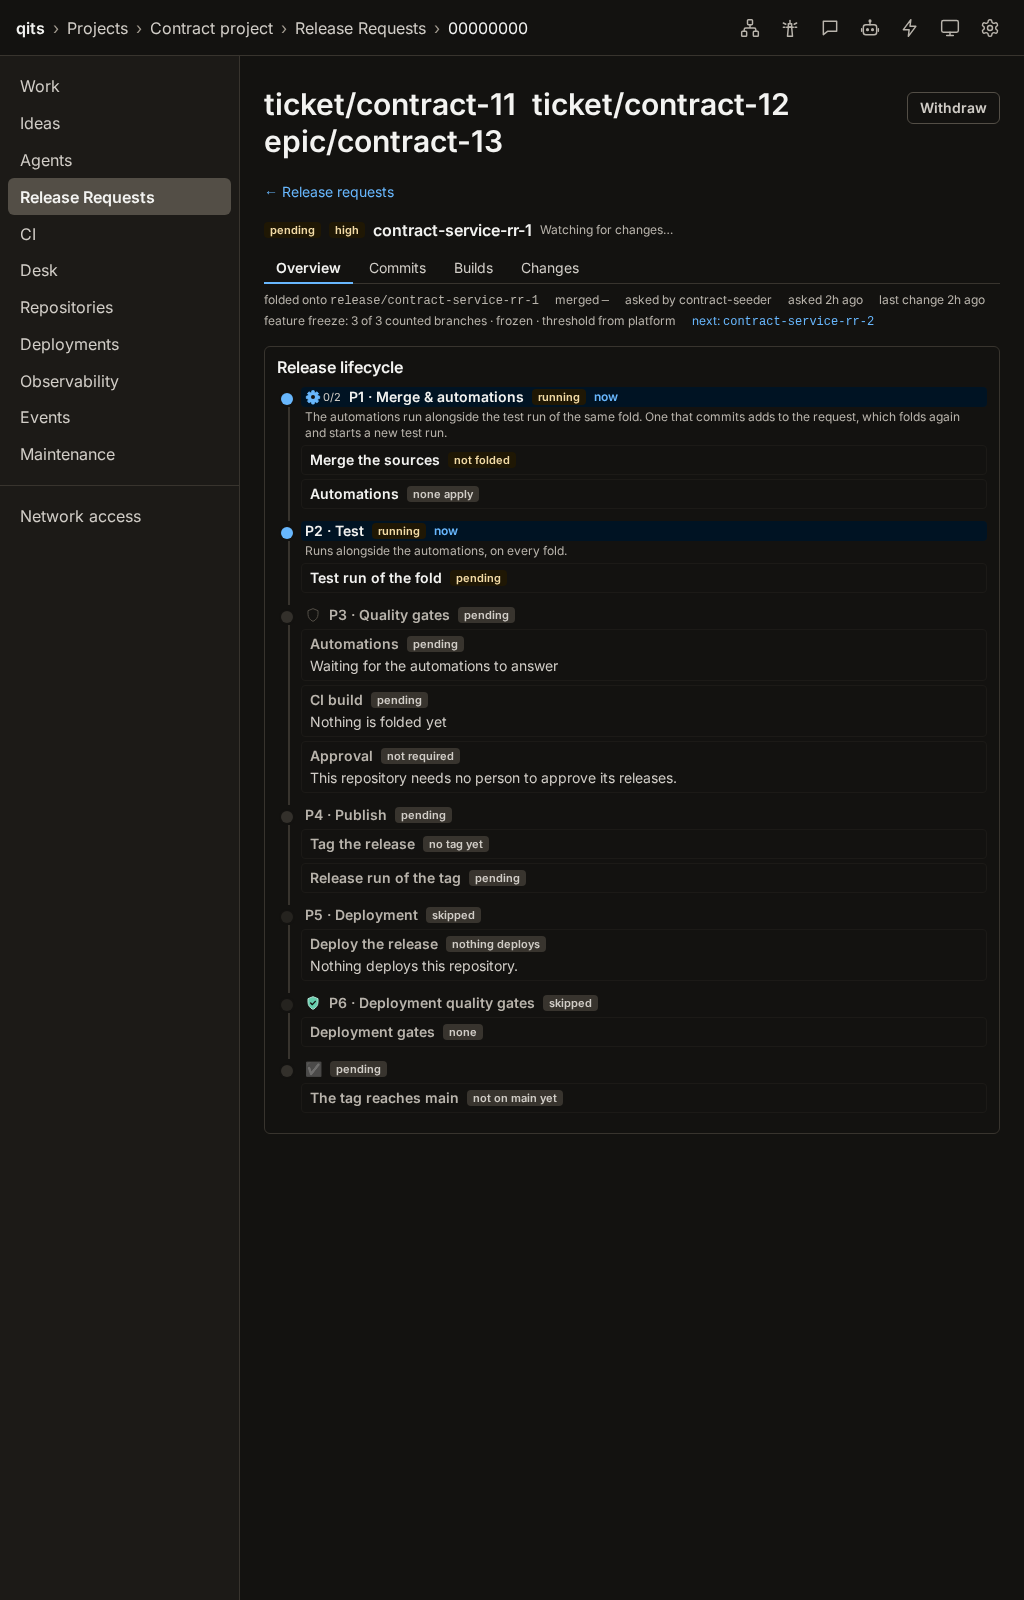 qits › Projects › Contract project › Release Requests › 00000000
Work
Ideas
Agents
Release Requests
CI
Desk
Repositories
Deployments
Observability
Events
Maintenance
Network access
ticket/contract-11 ticket/contract-12
epic/contract-13
Withdraw
← Release requests
pending high contract-service-rr-1 Watching for changes…
Overview Commits Builds Changes
folded onto release/contract-service-rr-1 merged — asked by contract-seeder asked 2h ago last change 2h ago
feature freeze: 3 of 3 counted branches · frozen · threshold from platform next: contract-service-rr-2
Release lifecycle
0/2 P1 · Merge & automations running now
The automations run alongside the test run of the same fold. One that commits adds to the request, which folds again
and starts a new test run.
Merge the sources not folded
Automations none apply
P2 · Test running now
Runs alongside the automations, on every fold.
Test run of the fold pending
P3 · Quality gates pending
Automations pending
Waiting for the automations to answer
CI build pending
Nothing is folded yet
Approval not required
This repository needs no person to approve its releases.
P4 · Publish pending
Tag the release no tag yet
Release run of the tag pending
P5 · Deployment skipped
Deploy the release nothing deploys
Nothing deploys this repository.
P6 · Deployment quality gates skipped
Deployment gates none
pending
The tag reaches main not on main yet